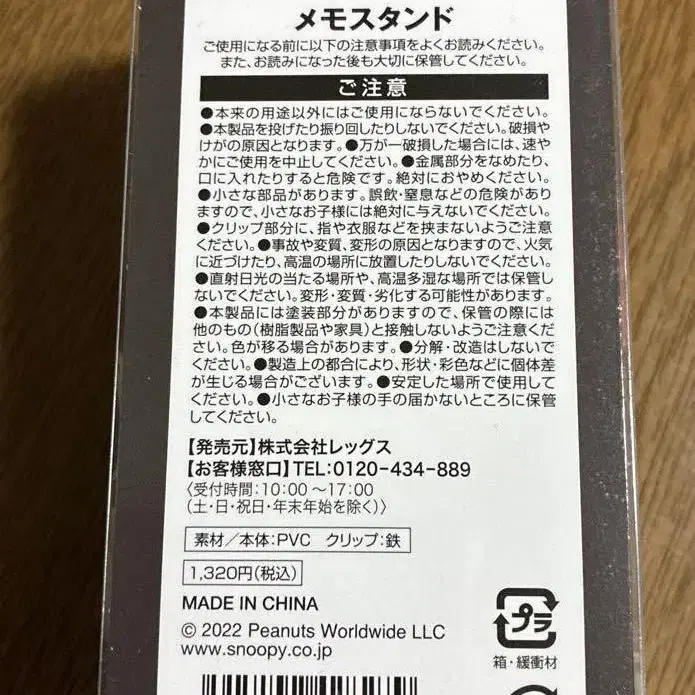 メモスタンド
ご使用になる前に以下の注意事項をよくお読みください。
また、お読みになった後も大切に保管してください。
ご注意
●本来の用途以外にはご使用にならないでください。
●本製品を投げたり振り回したりしないでください。破損や
けがの原因となります。●万が一破損した場合には、速や
かにご使用を中止してください。●金属部分をなめたり、
口に入れたりすると危険です。絶対におやめください。
●小さな部品があります。誤飲・窒息などの危険があり
ますので、小さなお子様には絶対に与えないでください。
●クリップ部分に、指や衣服などを挟まないようご注意
ください。●事故や変質、変形の原因となりますので、火気
に近づけたり、高温の場所に放置したりしないでください。
●直射日光の当たる場所や、高温多湿な場所では保管し
ないでください。変形・変質・劣化する可能性があります。
●本製品には塗装部分がありますので、保管の際には
他のもの(樹脂製品や家具)と接触しないようご注意くだ
さい。色が移る場合があります。●分解・改造はしないで
ください。●製造上の都合により、形状・彩色などに個体差
が生じる場合がございます。●安定した場所で使用して
ください。●小さなお子様の手の届かないところに保管
してください。
【発売元】株式会社レッグス
【お客様窓口】TEL:0120-434-889
〈受付時間:10:00～17:00
(土・日・祝日・年末年始を除く)〉
素材/本体:PVC クリップ:鉄
1,320円(税込)
MADE IN CHINA
© 2022 Peanuts Worldwide LLC
www.snoopy.co.jp
プラ
箱・緩衝材